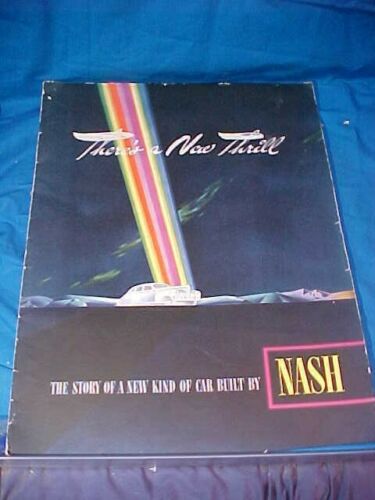 There's a New Thrill
THE STORY OF A NEW KIND OF CAR BUILT BY NASH